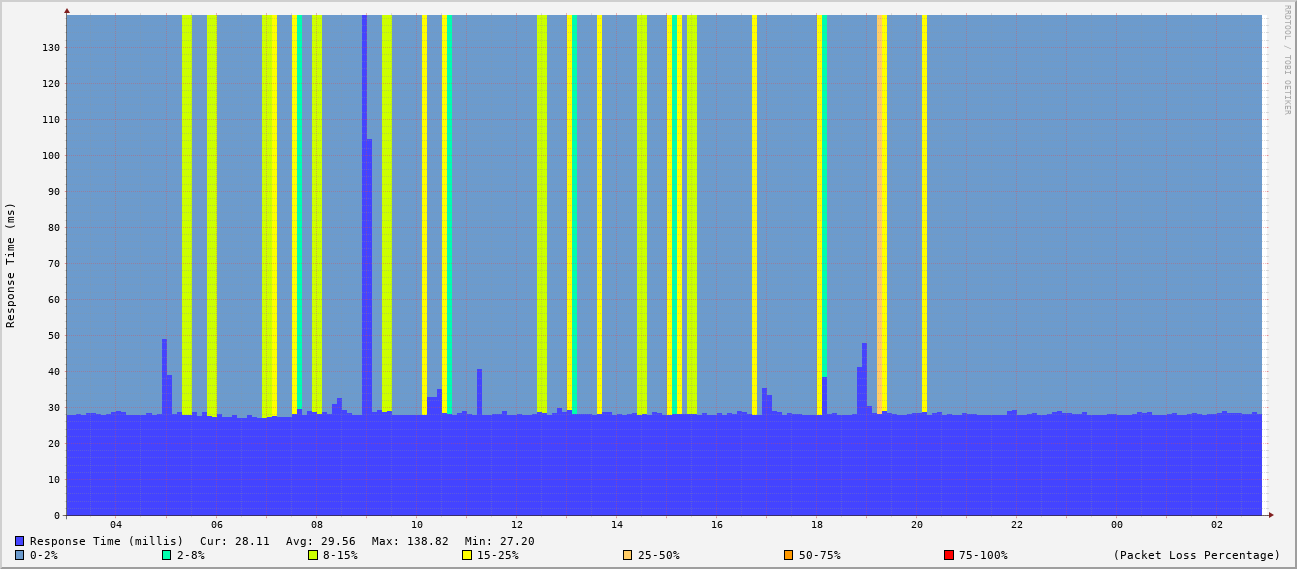 RRDTOOL / TOBI OETIKER
Response Time (ms)
130
120
110
100
90
80
70
60
50
40
30
20
10
0
04 06 08 10 12 14 16 18 20 22 00 02
Response Time (millis) Cur: 28.11 Avg: 29.56 Max: 138.82 Min: 27.20
0-2% 2-8% 8-15% 15-25% 25-50% 50-75% 75-100% (Packet Loss Percentage)